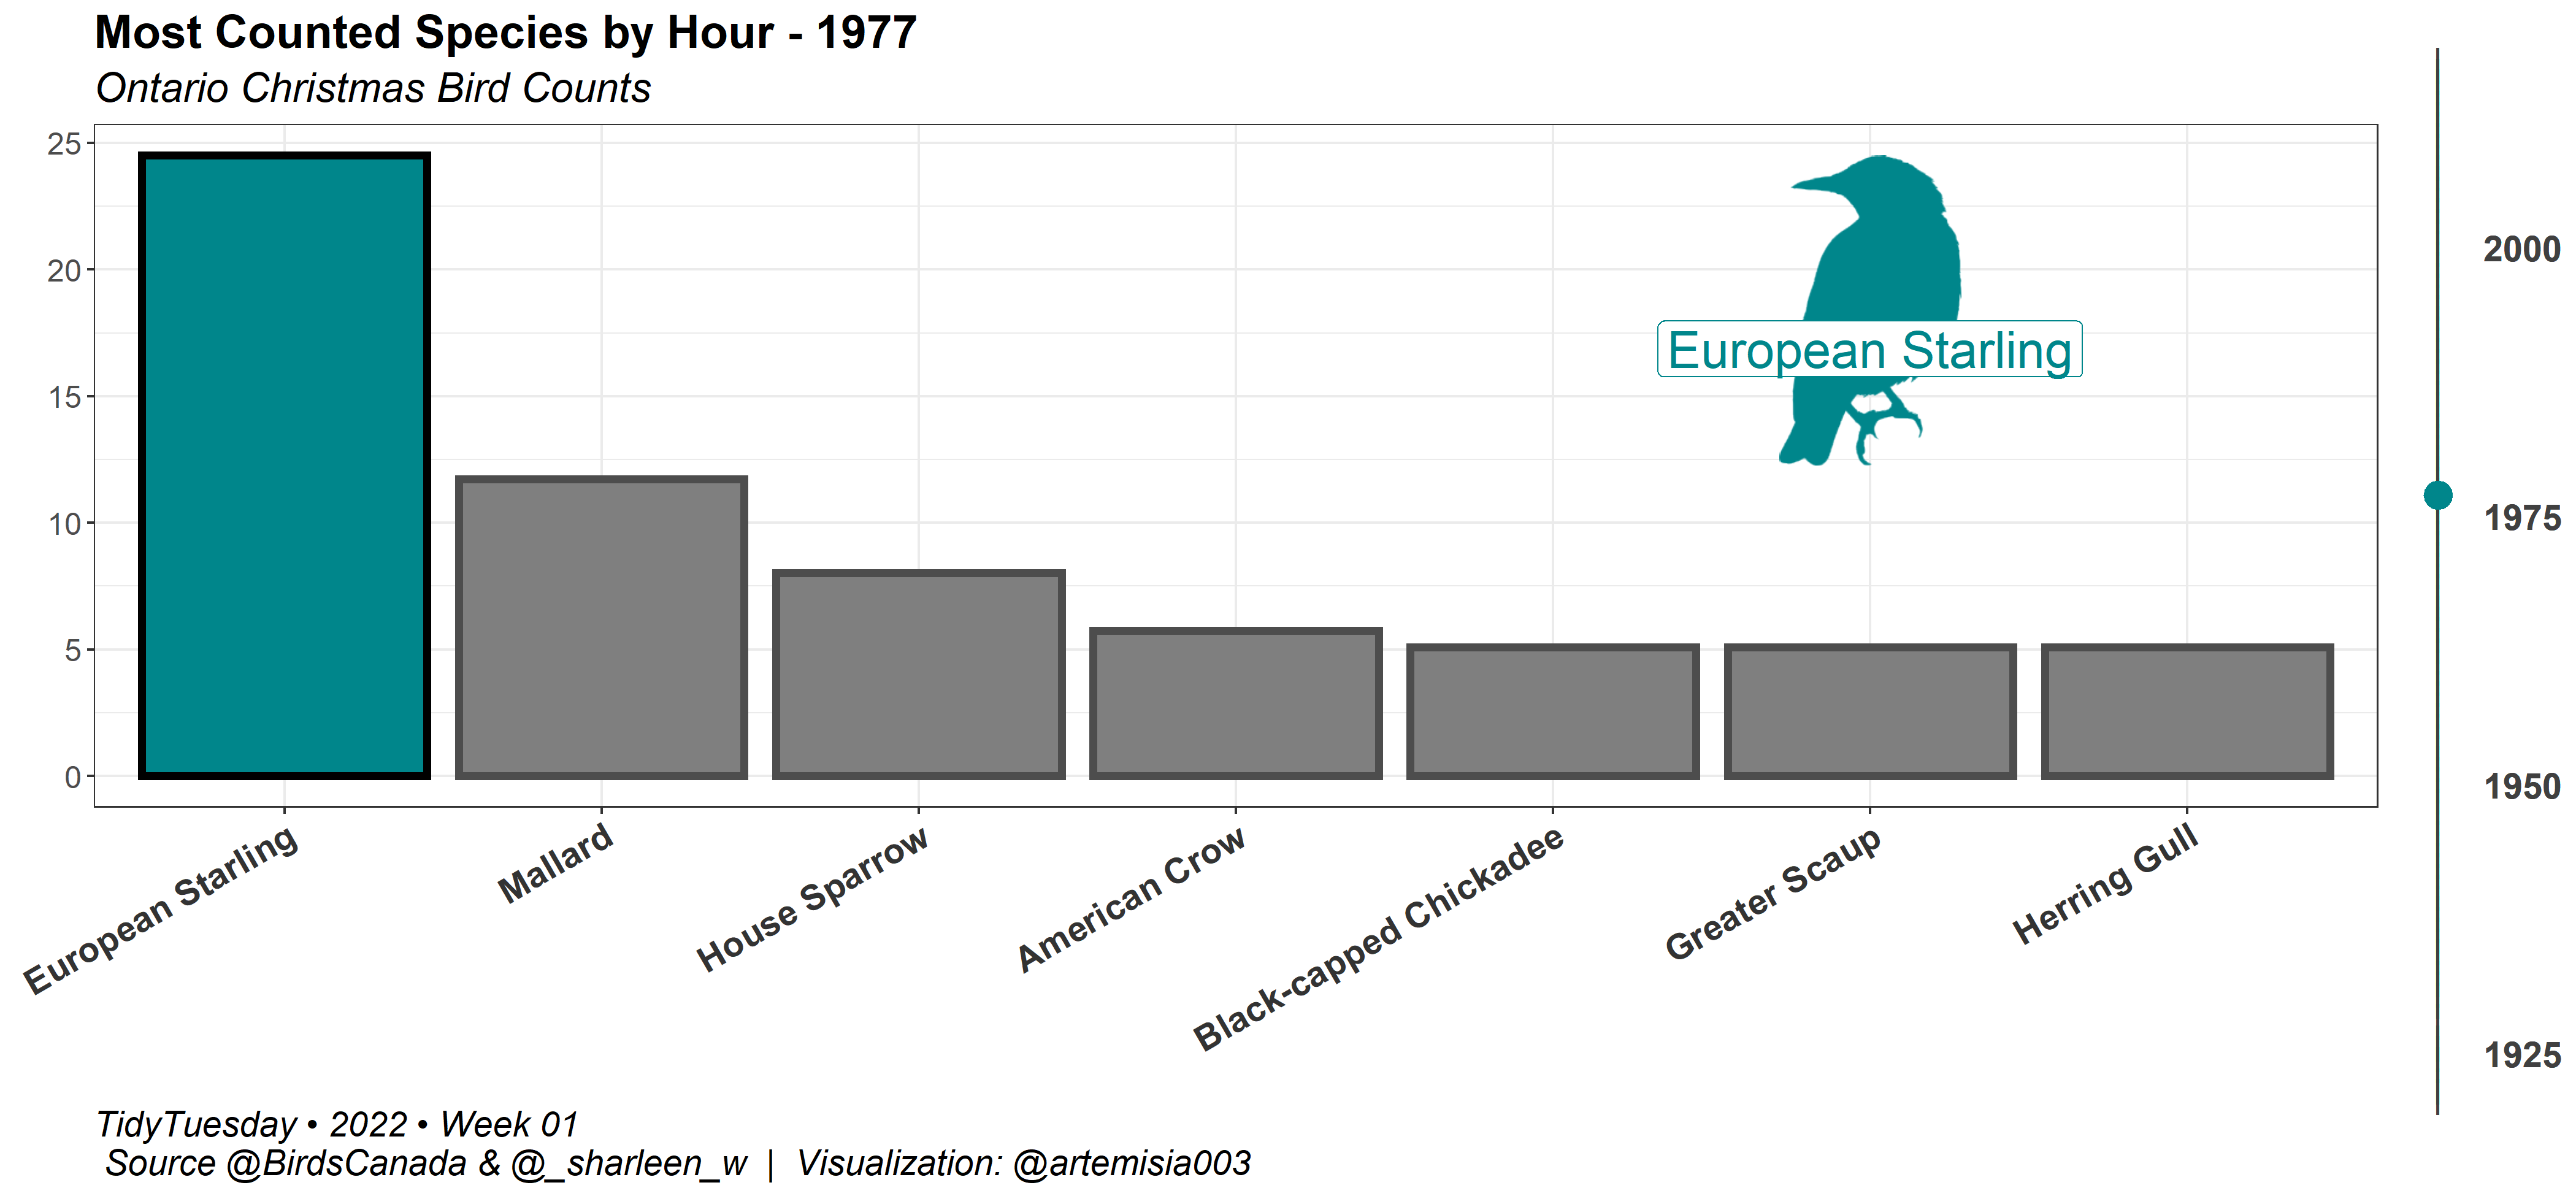 Most Counted Species by Hour - 1977
Ontario Christmas Bird Counts
25
20
15
10
5
0
European Starling
European Starling
Mallard
House Sparrow
American Crow
Black-capped Chickadee
Greater Scaup
Herring Gull
2000
1975
1950
1925
TidyTuesday • 2022 • Week 01
Source @BirdsCanada & @_sharleen_w | Visualization: @artemisia003